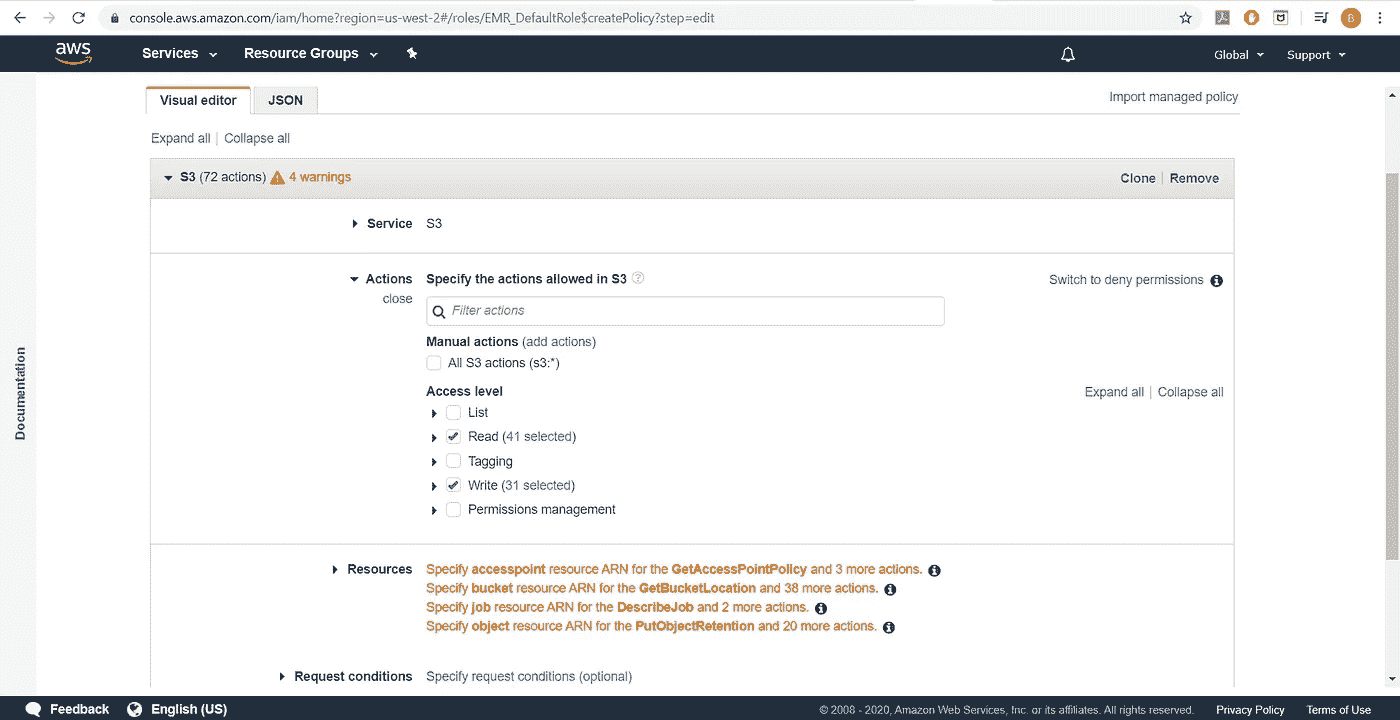 console.aws.amazon.com/iam/home?region=us-west-2#/roles/EMR_DefaultRole$createPolicy?step=edit
B
aws Services Resource Groups Global Support
Visual editor JSON Import managed policy
Expand all | Collapse all
S3 (72 actions) 4 warnings Clone | Remove
Service S3
Actions Specify the actions allowed in S3 ? Switch to deny permissions i
close
Filter actions
Manual actions (add actions)
All S3 actions (s3:*)
Access level Expand all | Collapse all
List
Read (41 selected)
Tagging
Write (31 selected)
Permissions management
Documentation
Resources Specify accesspoint resource ARN for the GetAccessPointPolicy and 3 more actions. i
Specify bucket resource ARN for the GetBucketLocation and 38 more actions. i
Specify job resource ARN for the DescribeJob and 2 more actions. i
Specify object resource ARN for the PutObjectRetention and 20 more actions. i
Request conditions Specify request conditions (optional)
Feedback English (US) © 2008 - 2020, Amazon Web Services, Inc. or its affiliates. All rights reserved. Privacy Policy Terms of Use